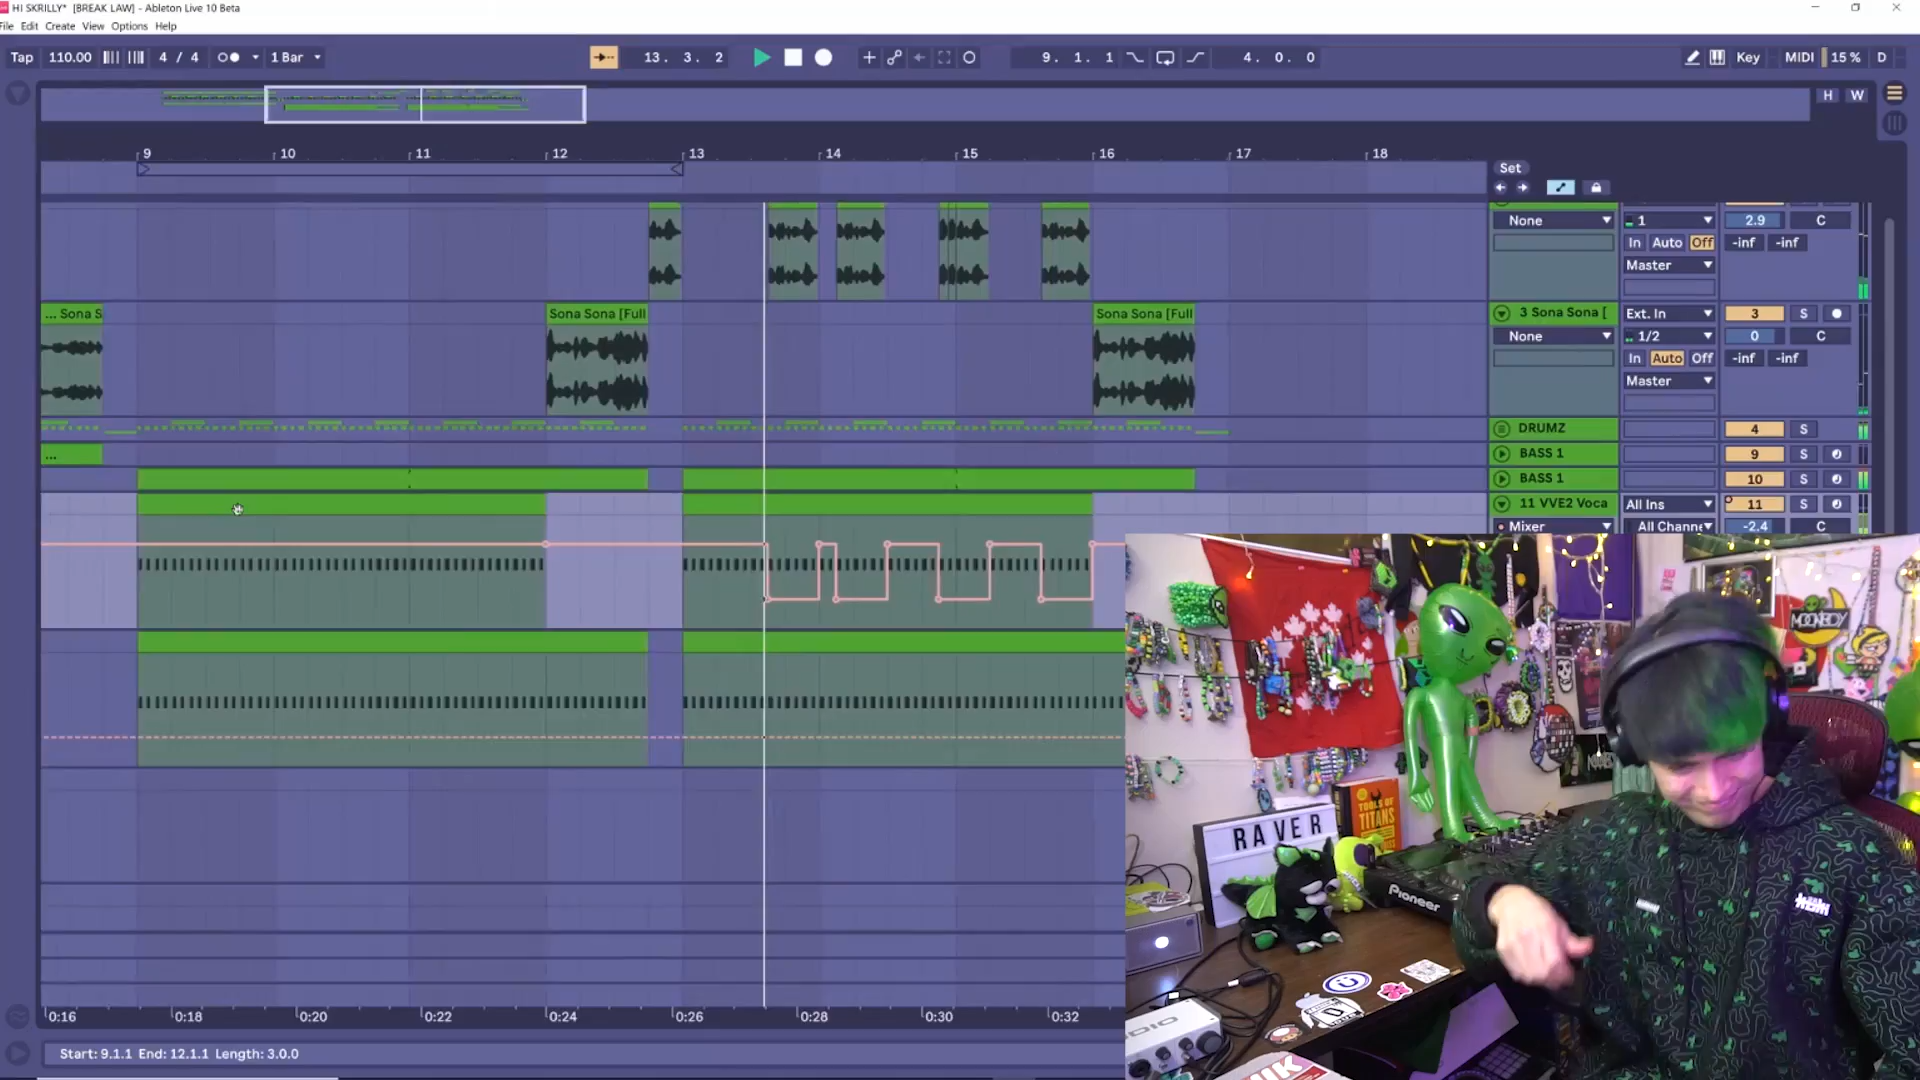 HI SKRILLY* [BREAK LAW] - Ableton Live 10 Beta
File Edit Create View Options Help
Tap 110.00 4 / 4 1 Bar 13. 3. 2 9. 1. 1 4. 0. 0 Key MIDI 15 % D
H W
9 10 11 12 13 14 15 16 17 18
Set
None 1 2.9 C
In Auto Off -inf -inf
Master
... Sona S Sona Sona [Full Sona Sona [Full 3 Sona Sona [ Ext. In 3 S
None 1/2 0 C
In Auto Off -inf -inf
Master
DRUMZ 4 S
... BASS 1 9 S
BASS 1 10 S
11 VVE2 Voca All Ins 11 S
Mixer All Channe -2.4 C
MOONBOY
TOOLS OF
TITANS
RAVER
Pioneer
0:16 0:18 0:20 0:22 0:24 0:26 0:28 0:30 0:32
Start: 9.1.1 End: 12.1.1 Length: 3.0.0